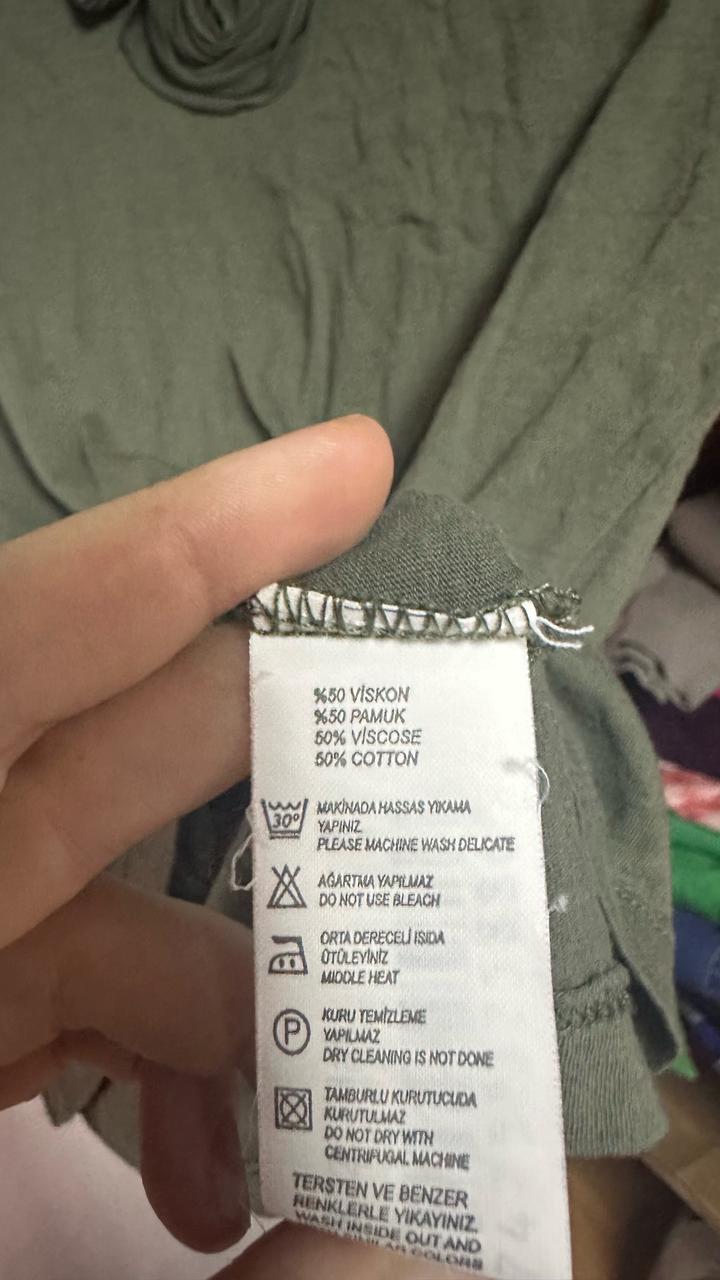 %50 VİSKON
%50 PAMUK
50% VİSCOSE
50% COTTON
30°
MAKİNADA HASSAS YIKAMA
YAPINIZ.
PLEASE MACHINE WASH DELICATE
AĞARTMA YAPILMAZ
DO NOT USE BLEACH
ORTA DERECELİ ISIDA
ÜTÜLEYİNİZ
MIDDLE HEAT
P
KURU TEMİZLEME
YAPILMAZ
DRY CLEANING IS NOT DONE
TAMBURLU KURUTUCUDA
KURUTULMAZ
DO NOT DRY WITH
CENTRIFUGAL MACHINE
TERSTEN VE BENZER
RENKLERLE YIKAYINIZ.
WASH INSIDE OUT AND
SIMILAR COLORS